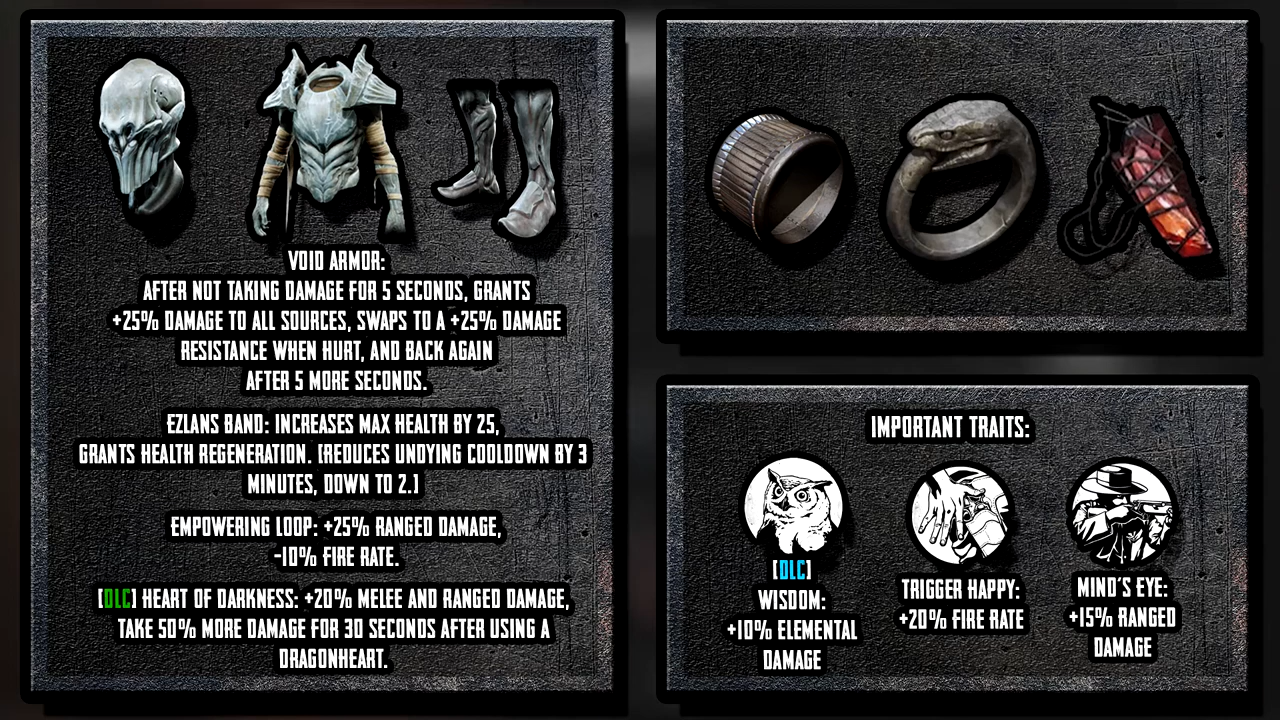 VOID ARMOR:
AFTER NOT TAKING DAMAGE FOR 5 SECONDS, GRANTS
+25% DAMAGE TO ALL SOURCES, SWAPS TO A +25% DAMAGE
RESISTANCE WHEN HURT, AND BACK AGAIN
AFTER 5 MORE SECONDS.
EZLANS BAND: INCREASES MAX HEALTH BY 25,
GRANTS HEALTH REGENERATION. [REDUCES UNDYING COOLDOWN BY 3
MINUTES, DOWN TO 2.]
EMPOWERING LOOP: +25% RANGED DAMAGE,
-10% FIRE RATE.
[DLC] HEART OF DARKNESS: +20% MELEE AND RANGED DAMAGE,
TAKE 50% MORE DAMAGE FOR 30 SECONDS AFTER USING A
DRAGONHEART.
IMPORTANT TRAITS:
[DLC]
WISDOM:
+10% ELEMENTAL
DAMAGE
TRIGGER HAPPY:
+20% FIRE RATE
MIND'S EYE:
+15% RANGED
DAMAGE